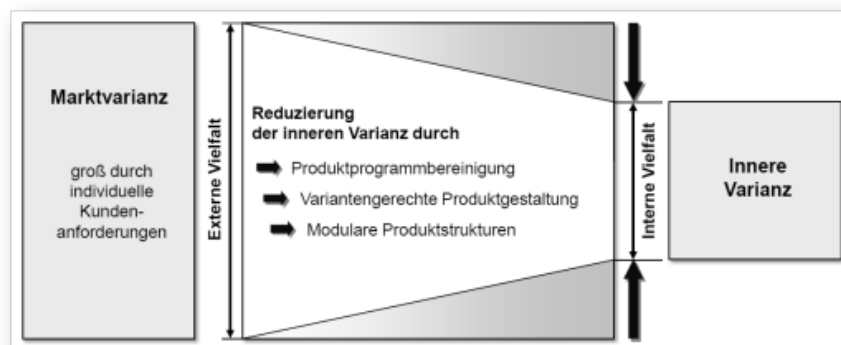 Marktvarianz
groß durch
individuelle
Kunden-
anforderungen
Externe Vielfalt
Reduzierung
der inneren Varianz durch
Produktprogrammbereinigung
Variantengerechte Produktgestaltung
Modulare Produktstrukturen
Interne Vielfalt
Innere
Varianz